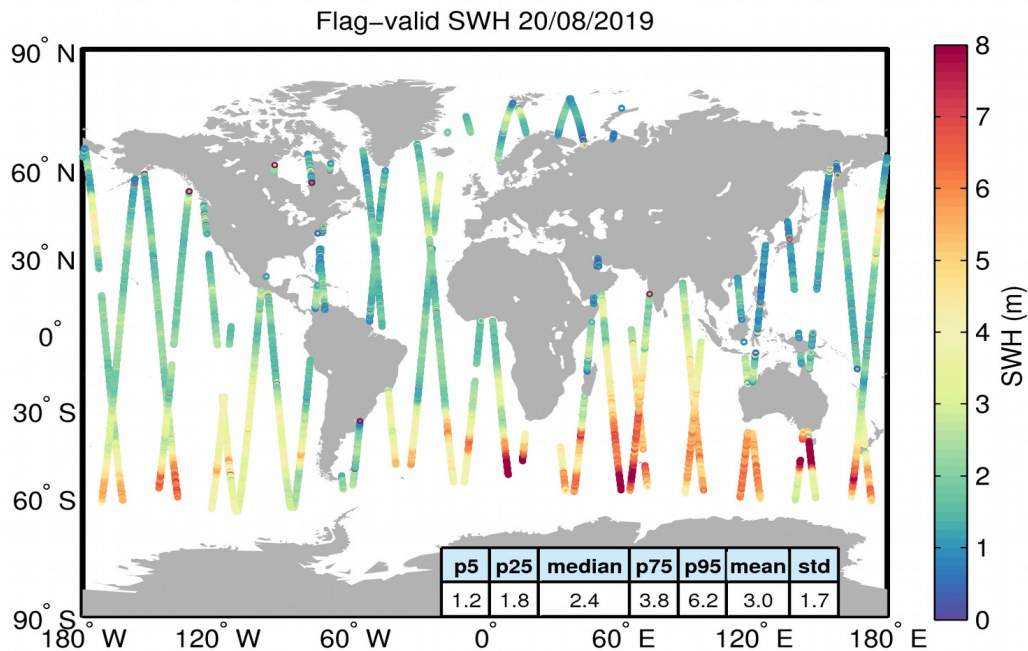 Flag−valid SWH 20/08/2019
90° N
60° N
30° N
0°
30° S
60° S
90° S
180° W
120° W
60° W
0°
60° E
120° E
180° E
8
7
6
5
4
3
2
1
0
SWH (m)
p5 p25 median p75 p95 mean std
1.2 1.8 2.4 3.8 6.2 3.0 1.7